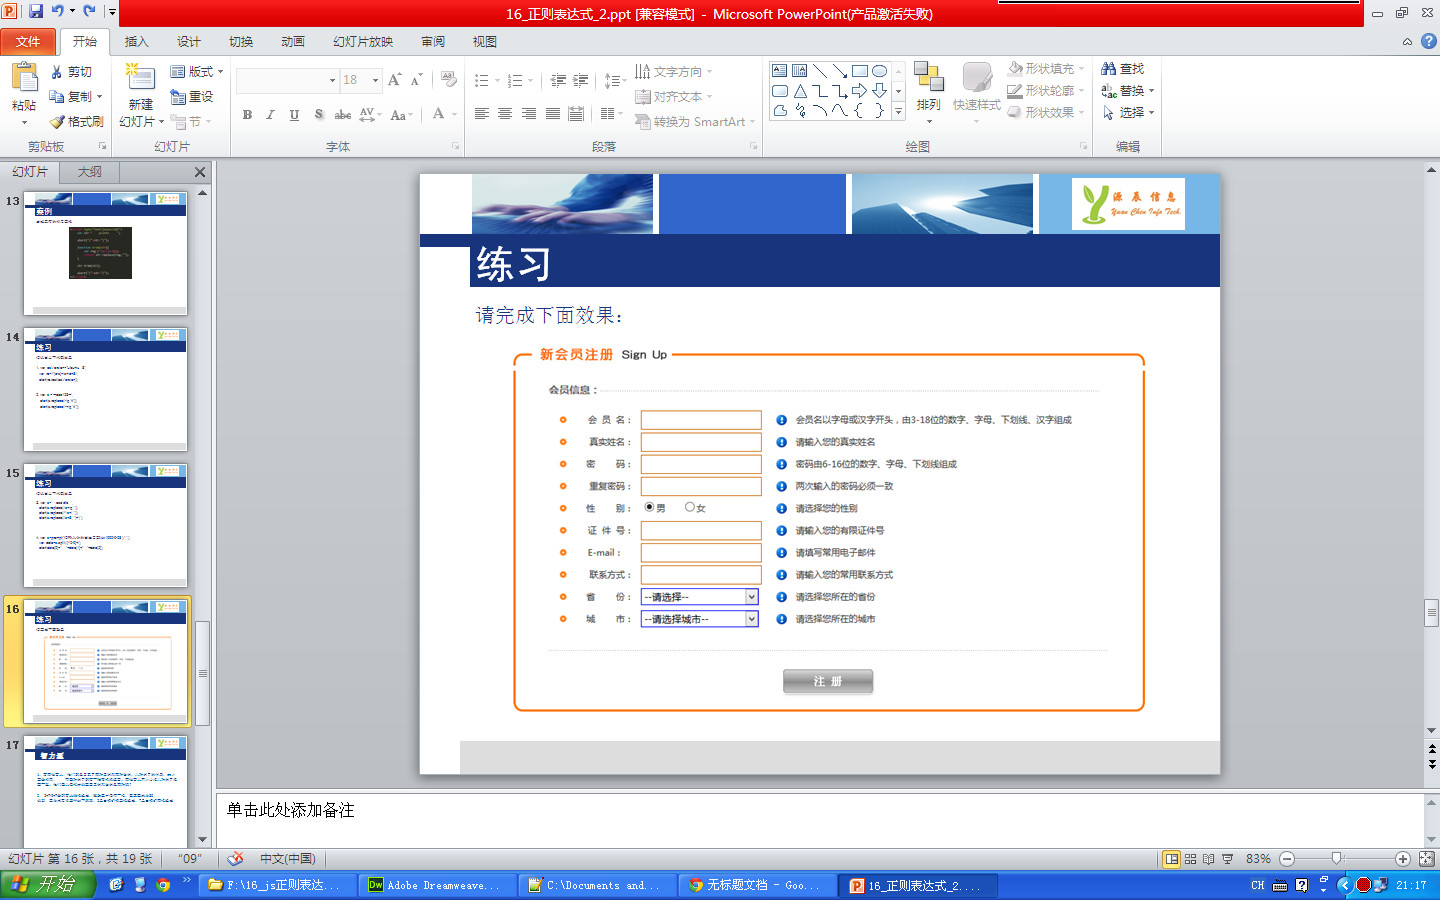 16_正则表达式_2.ppt [兼容模式] - Microsoft PowerPoint(产品激活失败)
文件 开始 插入 设计 切换 动画 幻灯片放映 审阅 视图
粘贴 剪切 复制 格式刷 剪贴板
新建 幻灯片 版式 重设 节 幻灯片
18 B I U S abc AV Aa A 字体
文字方向 对齐文本 转换为 SmartArt 段落
排列 快速样式 形状填充 形状轮廓 形状效果 绘图
查找 替换 选择 编辑
幻灯片 大纲
13
案例
14
练习
15
练习
16
练习
17
智力题
源辰信息
Yuan Chen Info Tech.
练习
请完成下面效果：
新会员注册 Sign Up
会员信息：
会 员 名： 会员名以字母或汉字开头，由3-18位的数字、字母、下划线、汉字组成
真实姓名： 请输入您的真实姓名
密 码： 密码由6-16位的数字、字母、下划线组成
重复密码： 两次输入的密码必须一致
性 别： 男 女 请选择您的性别
证 件 号： 请输入您的有限证件号
E-mail： 请填写常用电子邮件
联系方式： 请输入您的常用联系方式
省 份： --请选择-- 请选择您所在的省份
城 市： --请选择城市-- 请选择您所在的城市
注 册
单击此处添加备注
幻灯片 第 16 张，共 19 张 “09” 中文(中国) 83%
开始 F:\16_js正则表达... Adobe Dreamweave... C:\Documents and... 无标题文档 - Goo... 16_正则表达式_2.... CH 21:17